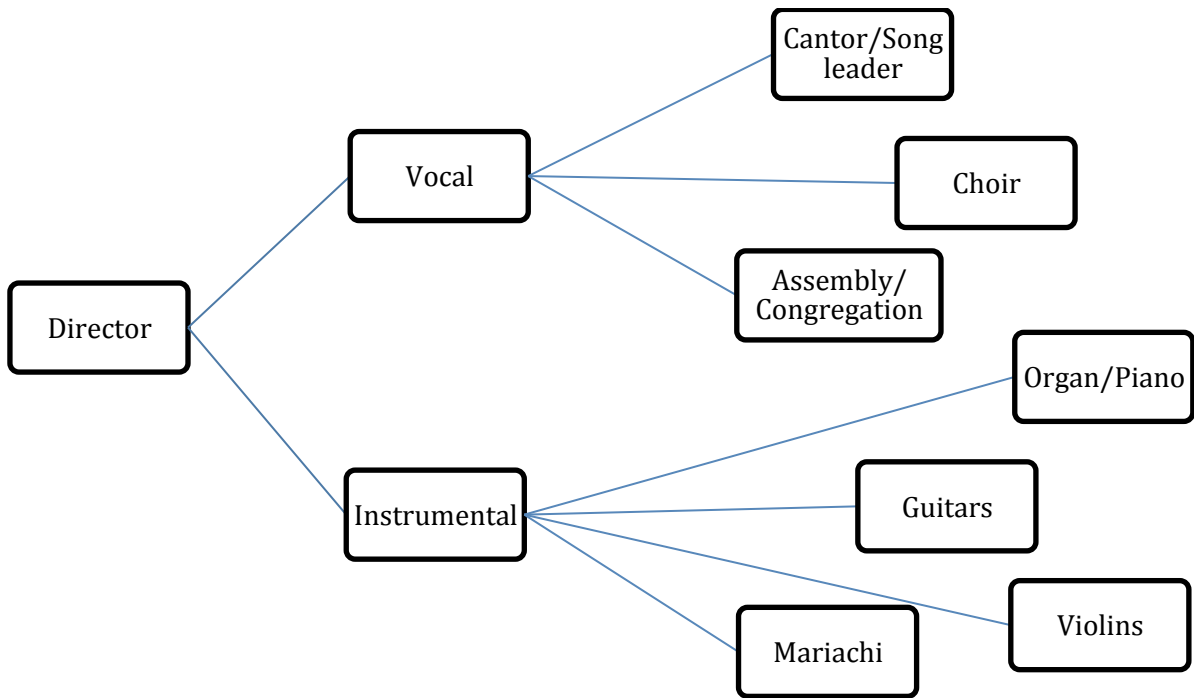 Cantor/Song
leader
Vocal
Choir
Assembly/
Congregation
Director
Organ/Piano
Instrumental
Guitars
Violins
Mariachi